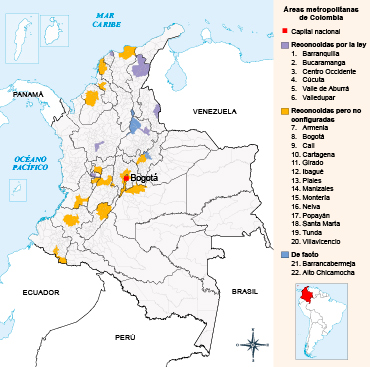 MAR
CARIBE
PANAMÁ
VENEZUELA
OCÉANO
PACÍFICO
Bogotá
ECUADOR
BRASIL
PERÚ
Áreas metropolitanas
de Colombia
Capital nacional
Reconocidas por la ley
1. Barranquilla
2. Bucaramanga
3. Centro Occidente
4. Cúcuta
5. Valle de Aburrá
6. Valledupar
Reconocidas pero no
configuradas
7. Armenia
8. Bogotá
9. Cali
10. Cartagena
11. Girado
12. Ibagué
13. Piales
14. Manizales
15. Montería
16. Neiva
17. Popayán
18. Santa Marta
19. Tunda
20. Villavicencio
De facto
21. Barrancabermeja
22. Alto Chicamocha